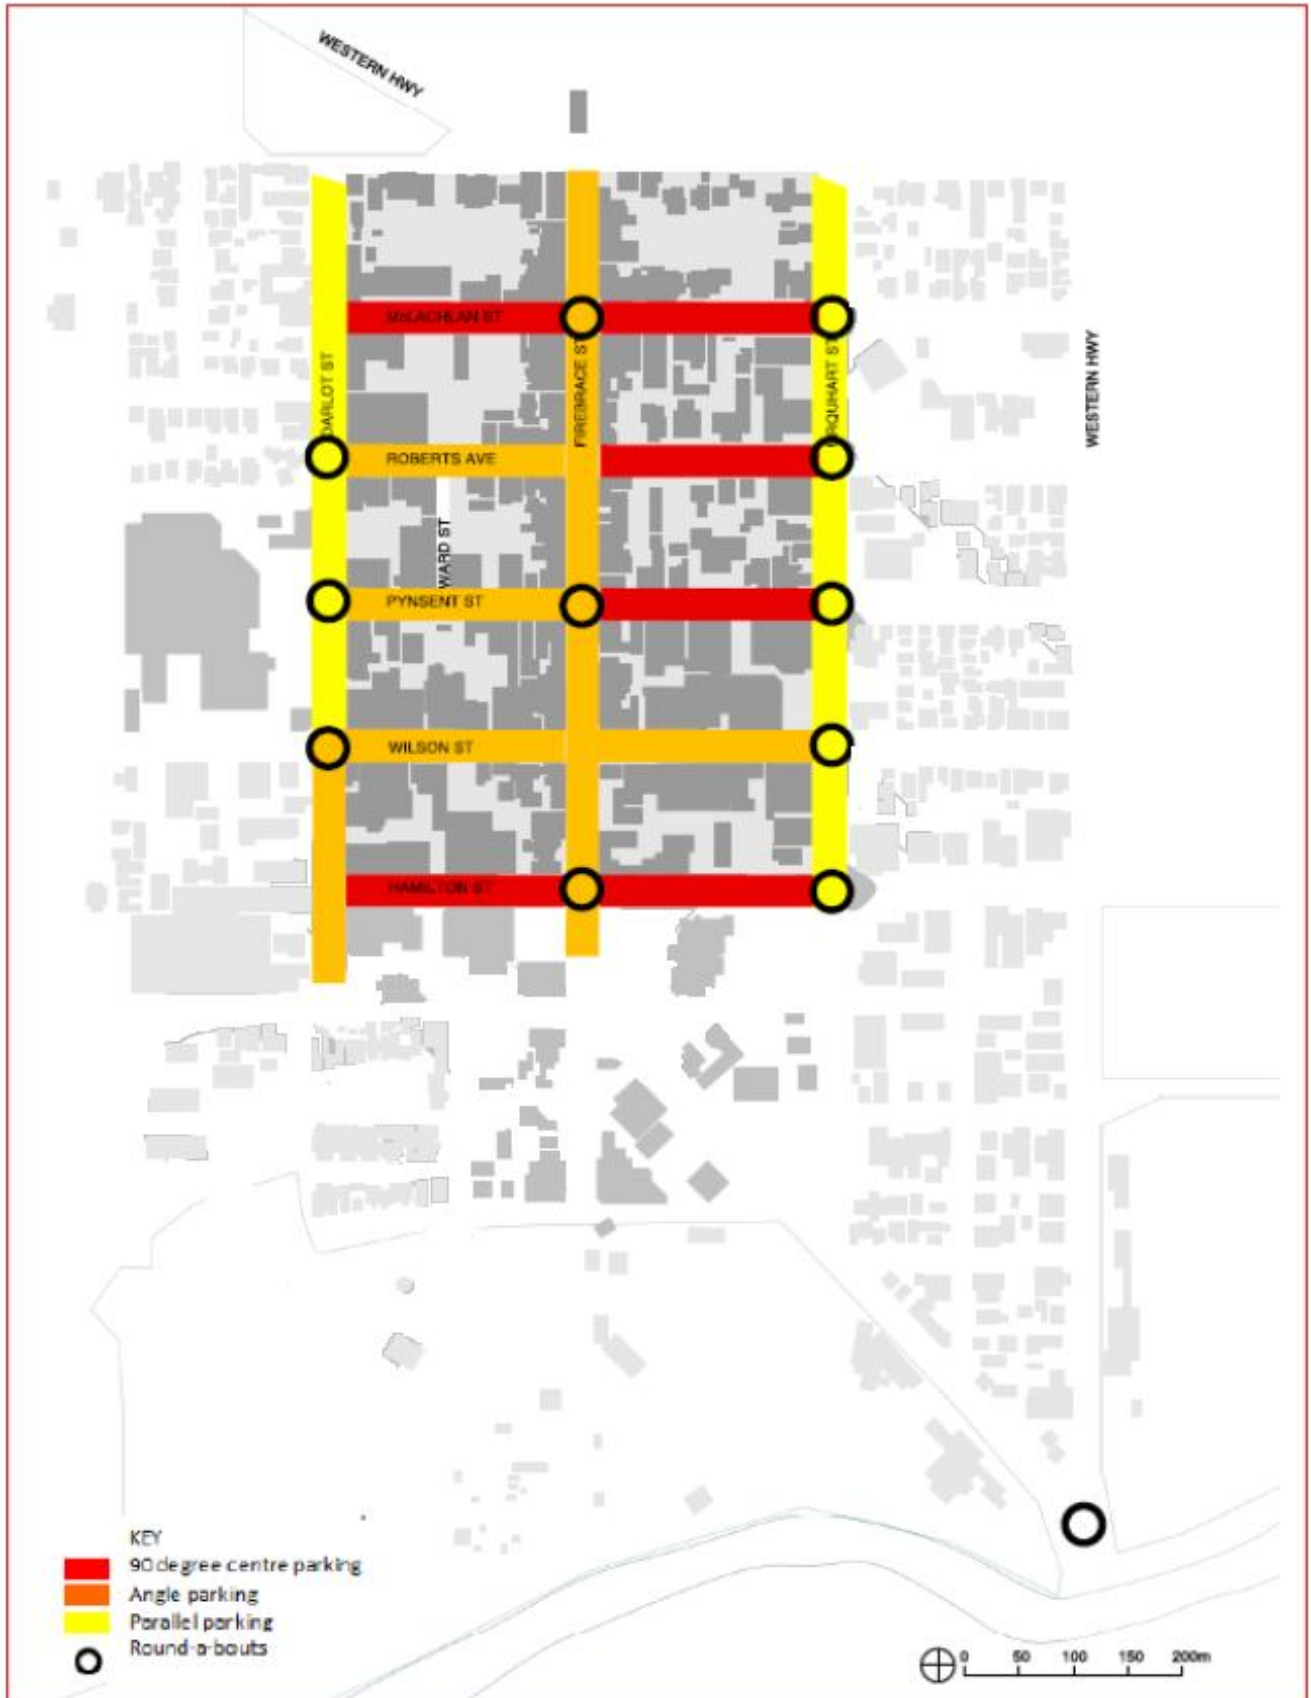 WESTERN HWY
McLACHLAN ST
DARLOT ST
FIREBRACE ST
URQUHART ST
WESTERN HWY
ROBERTS AVE
WARD ST
PYNSENT ST
WILSON ST
HAMILTON ST
KEY
90 degree centre parking
Angle parking
Parallel parking
Round-a-bouts
0 50 100 150 200m